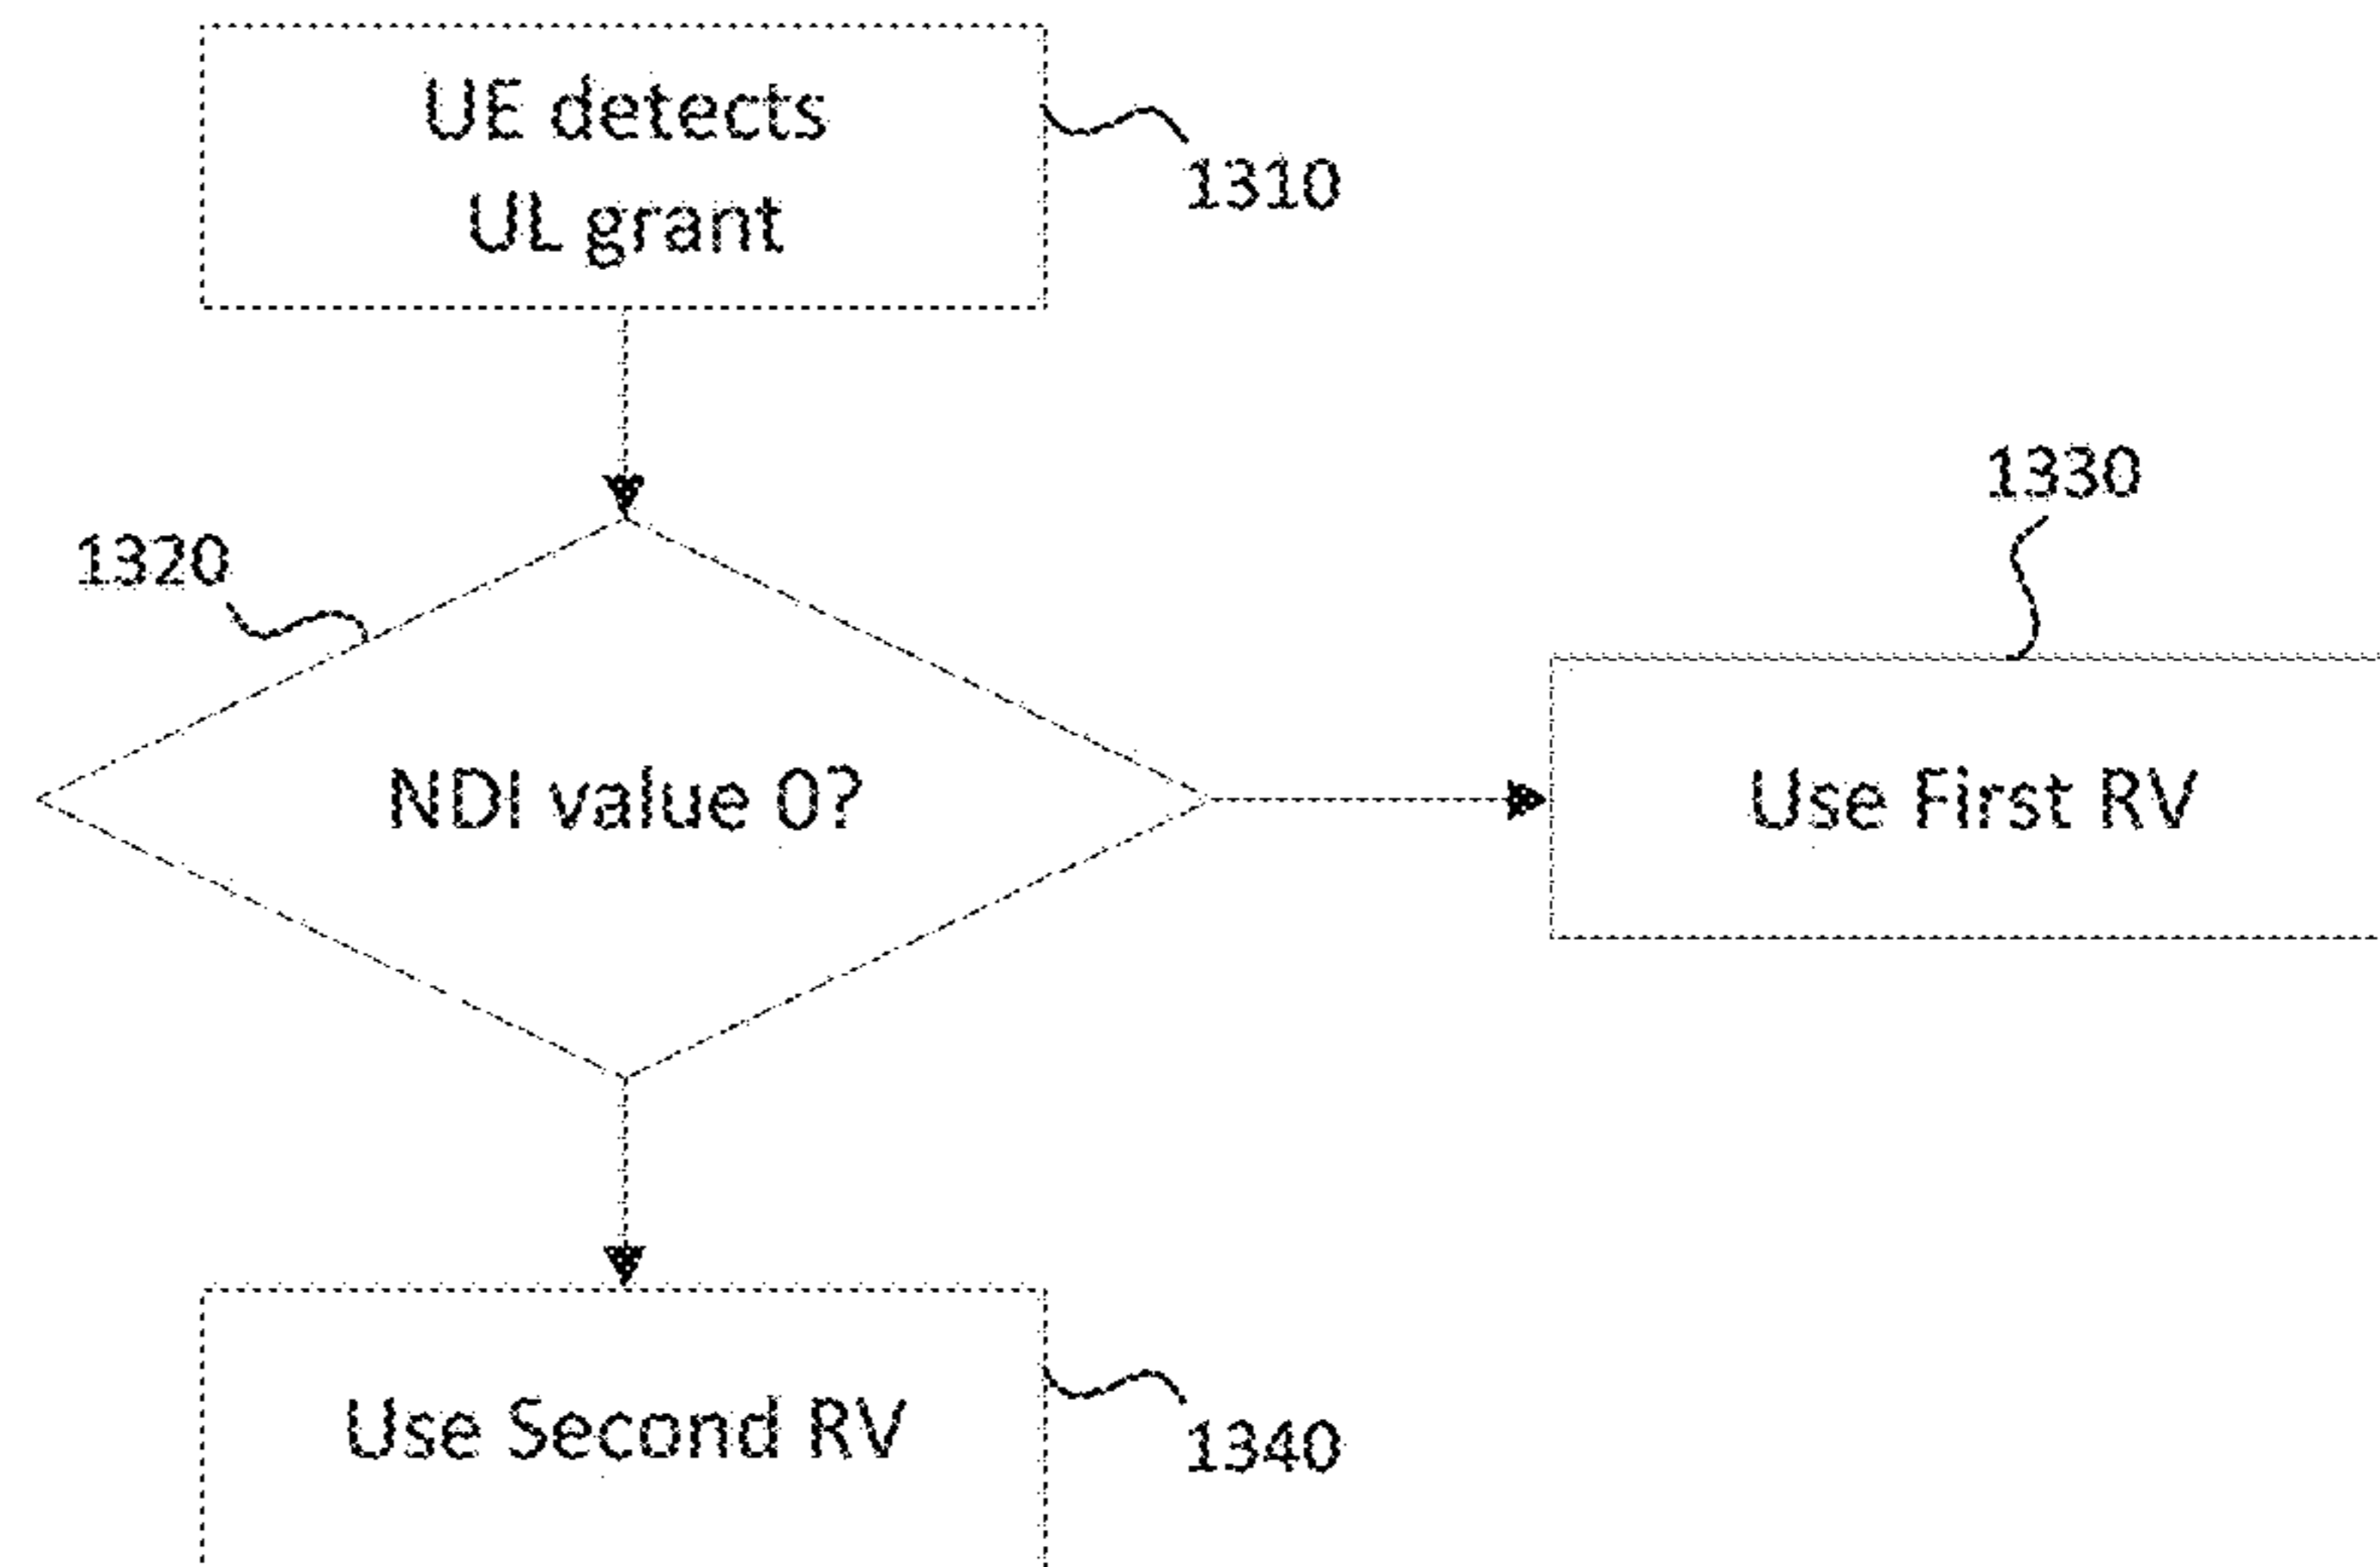 UE detects
UL grant
1310
1330
1320
NDI value 0?
Use First RV
Use Second RV
1340